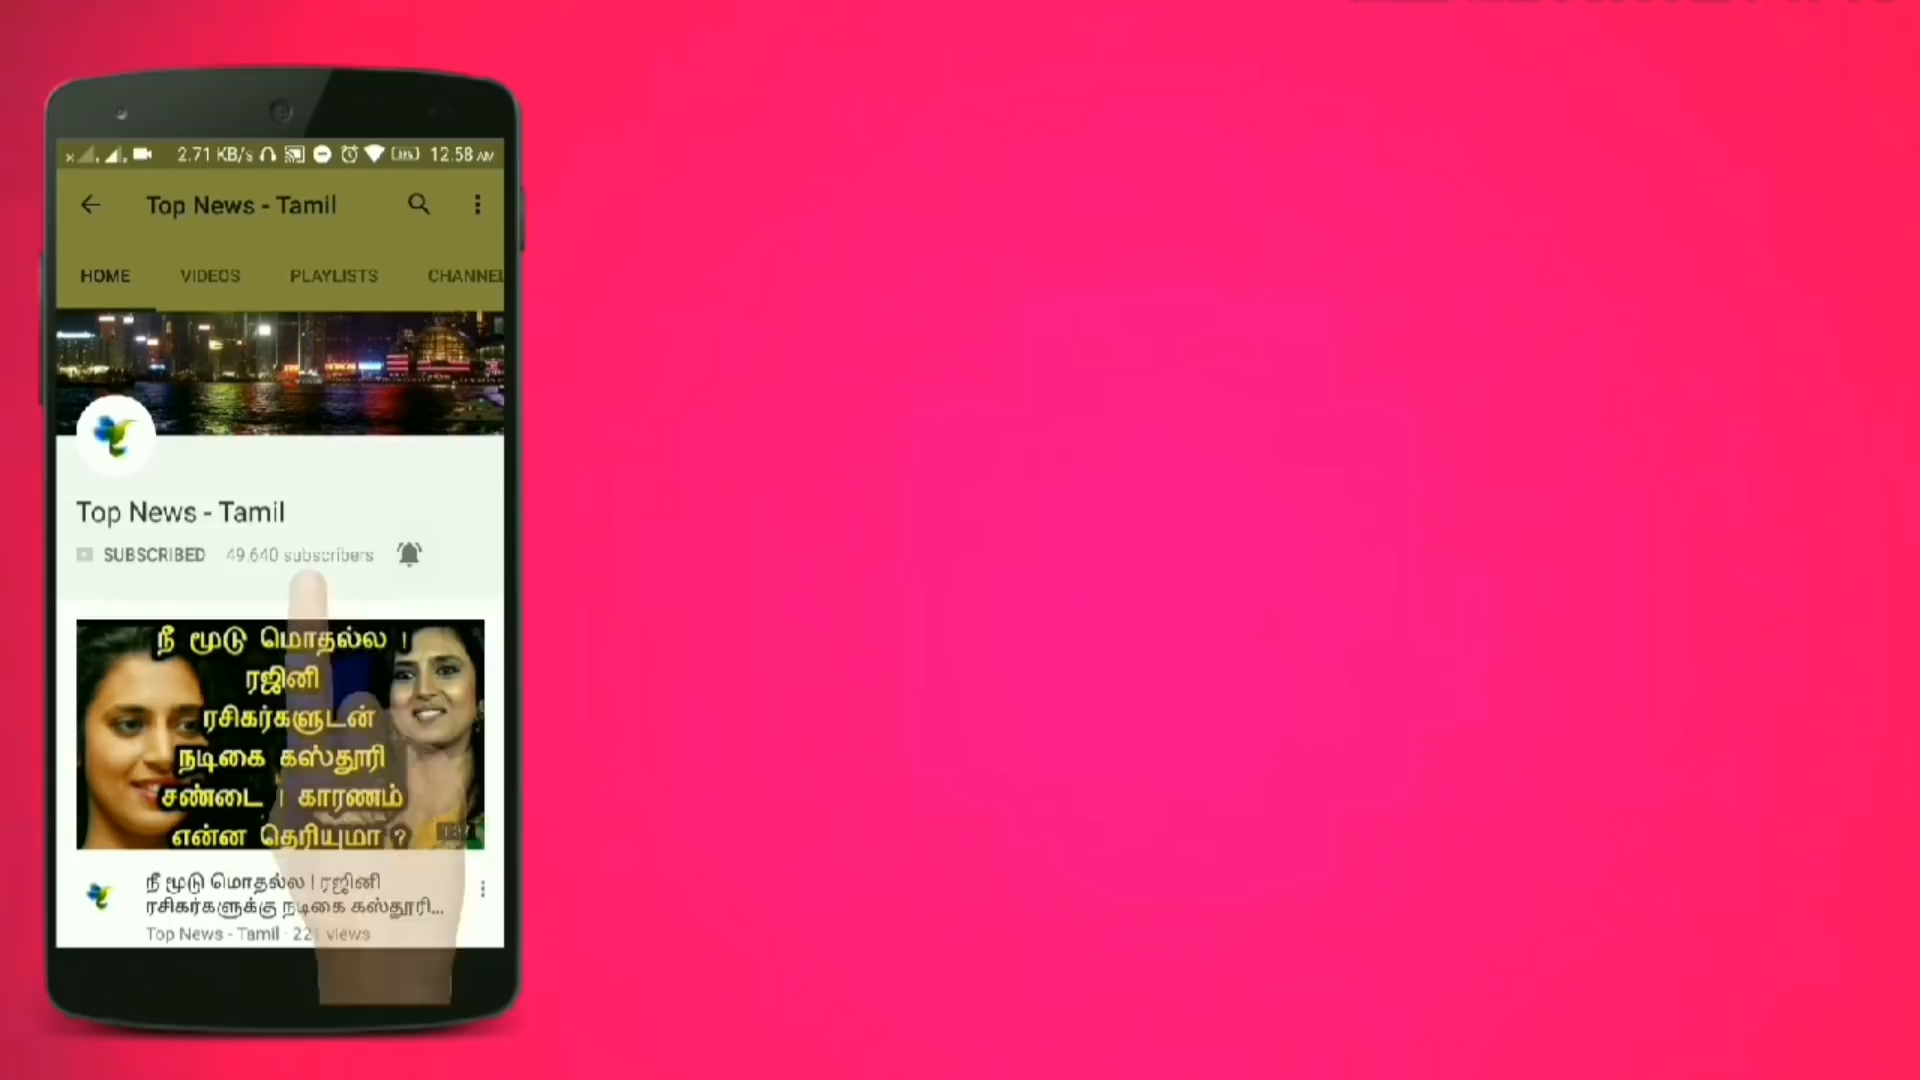 2.71 KB/s 12:58 AM
Top News - Tamil
HOME VIDEOS PLAYLISTS CHANNEL
Top News - Tamil
SUBSCRIBED 49,640 subscribers
நீ மூடு மொதல்ல |
ரஜினி
ரசிகர்களுடன்
நடிகை கஸ்தூரி
சண்டை | காரணம்
என்ன தெரியுமா ?
நீ மூடு மொதல்ல | ரஜினி
ரசிகர்களுக்கு நடிகை கஸ்தூரி...
Top News - Tamil · views